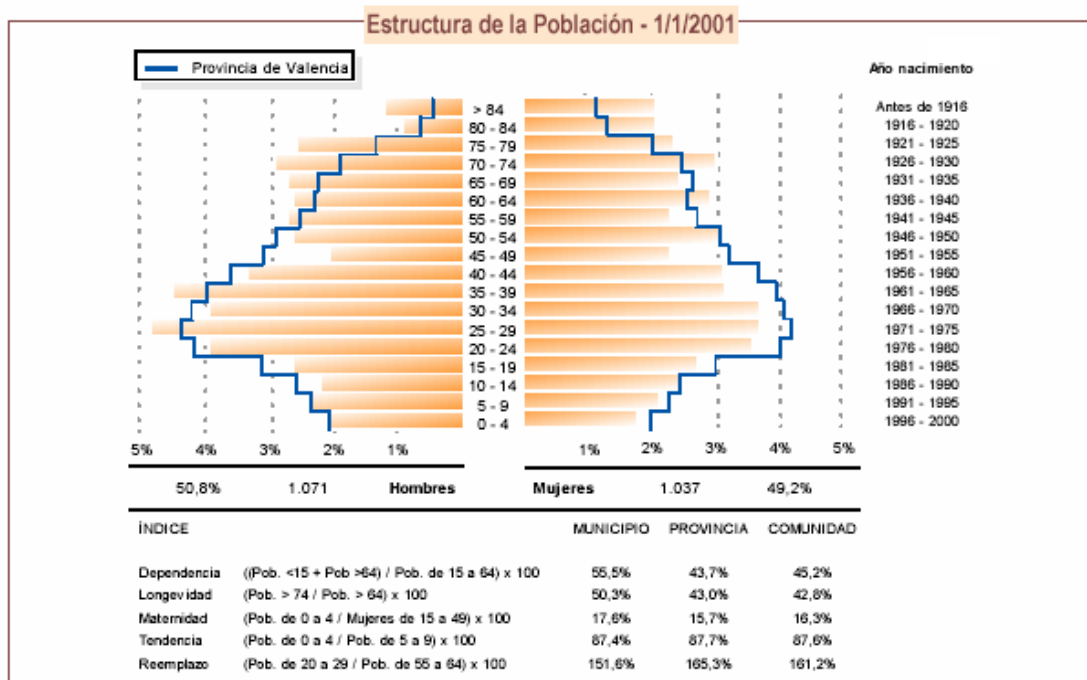 Estructura de la Población - 1/1/2001
Provincia de Valencia
Año nacimiento
> 84 Antes de 1916
80 - 84 1916 - 1920
75 - 79 1921 - 1925
70 - 74 1926 - 1930
65 - 69 1931 - 1935
60 - 64 1936 - 1940
55 - 59 1941 - 1945
50 - 54 1946 - 1950
45 - 49 1951 - 1955
40 - 44 1956 - 1960
35 - 39 1961 - 1965
30 - 34 1966 - 1970
25 - 29 1971 - 1975
20 - 24 1976 - 1980
15 - 19 1981 - 1985
10 - 14 1986 - 1990
5 - 9 1991 - 1995
0 - 4 1996 - 2000
5% 4% 3% 2% 1% 1% 2% 3% 4% 5%
50,8% 1.071 Hombres Mujeres 1.037 49,2%
ÍNDICE MUNICIPIO PROVINCIA COMUNIDAD
Dependencia ((Pob. <15 + Pob >64) / Pob. de 15 a 64) x 100 55,5% 43,7% 45,2%
Longevidad (Pob. > 74 / Pob. > 64) x 100 50,3% 43,0% 42,8%
Maternidad (Pob. de 0 a 4 / Mujeres de 15 a 49) x 100 17,6% 15,7% 16,3%
Tendencia (Pob. de 0 a 4 / Pob. de 5 a 9) x 100 87,4% 87,7% 87,6%
Reemplazo (Pob. de 20 a 29 / Pob. de 55 a 64) x 100 151,6% 165,3% 161,2%